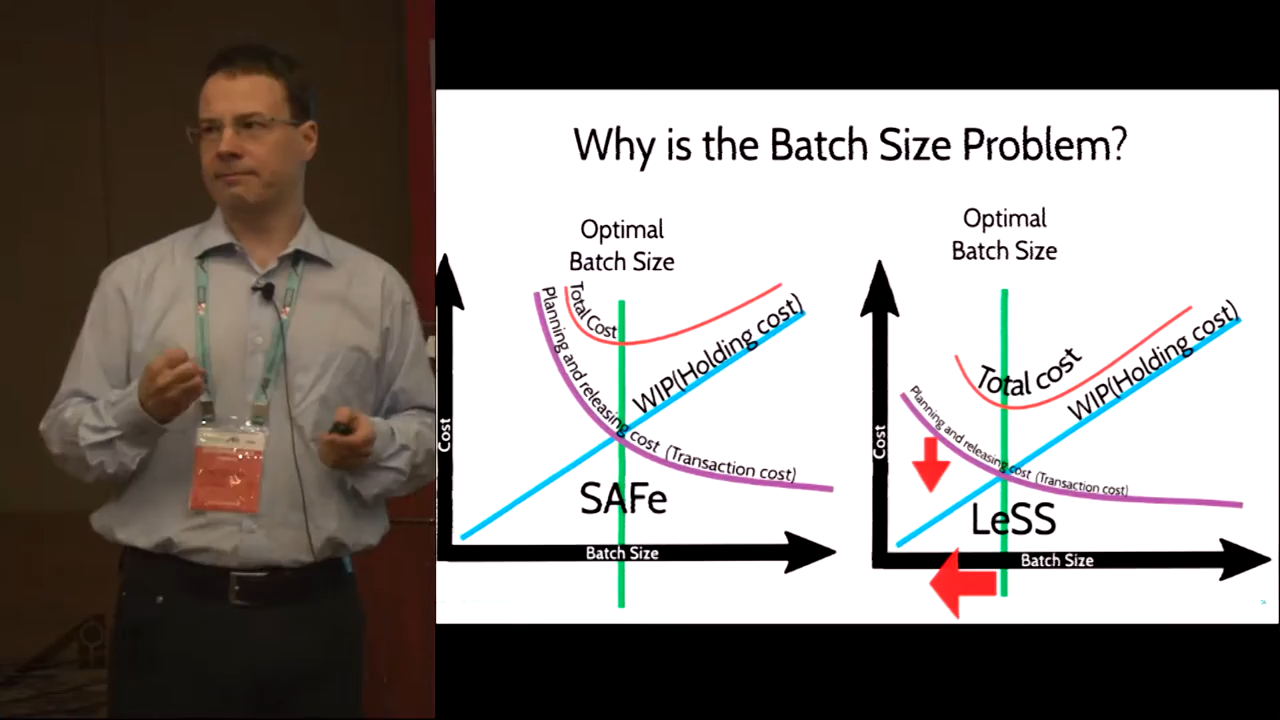 Why is the Batch Size Problem?
Optimal
Batch Size
Total Cost
Planning and releasing cost (Transaction cost)
WIP(Holding cost)
SAFe
Cost
Batch Size
Optimal
Batch Size
Total cost
Planning and releasing cost (Transaction cost)
WIP(Holding cost)
LeSS
Cost
Batch Size